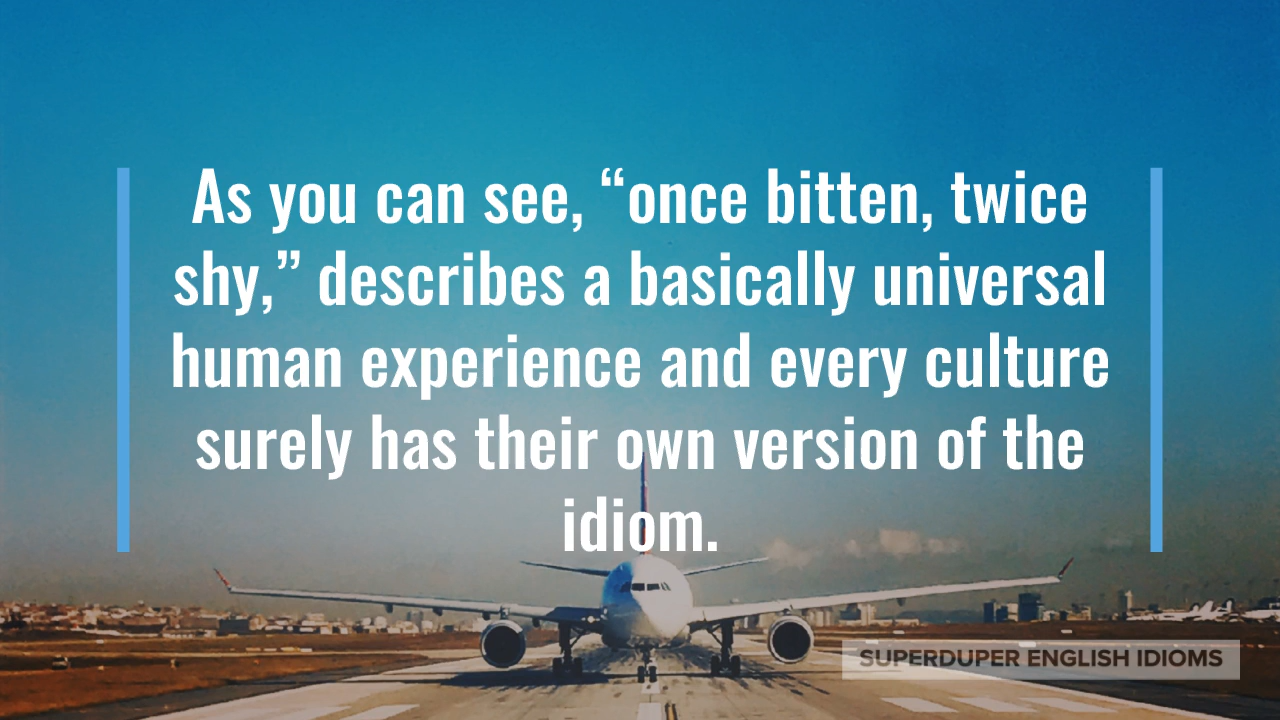 As you can see, “once bitten, twice
shy,” describes a basically universal
human experience and every culture
surely has their own version of the
idiom.
SUPERDUPER ENGLISH IDIOMS